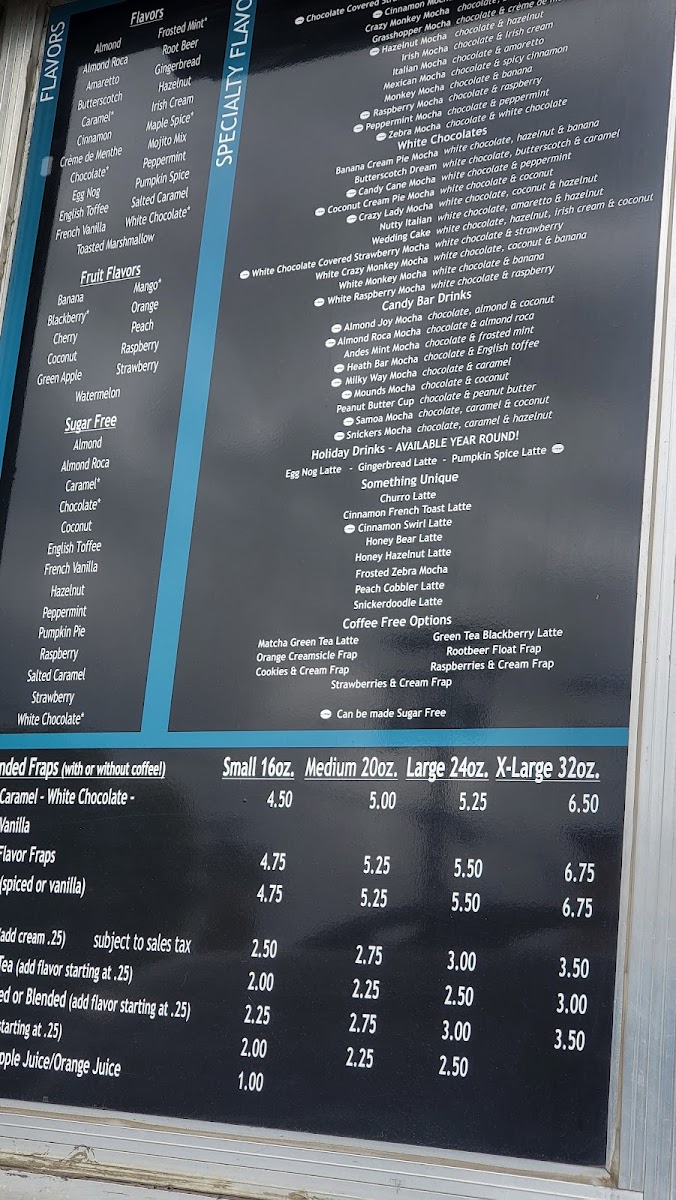 FLAVORS
Flavors
Almond
Almond Roca
Amaretto
Butterscotch
Caramel*
Cinnamon
Créme de Menthe
Chocolate*
Egg Nog
English Toffee
French Vanilla
Frosted Mint*
Root Beer
Gingerbread
Hazelnut
Irish Cream
Maple Spice*
Mojito Mix
Peppermint
Pumpkin Spice
Salted Caramel
White Chocolate*
Toasted Marshmallow
Fruit Flavors
Banana
Blackberry*
Cherry
Coconut
Green Apple
Mango*
Orange
Peach
Raspberry
Strawberry
Watermelon
Sugar Free
Almond
Almond Roca
Caramel*
Chocolate*
Coconut
English Toffee
French Vanilla
Hazelnut
Peppermint
Pumpkin Pie
Raspberry
Salted Caramel
Strawberry
White Chocolate*
SPECIALTY FLAVO
Chocolate Covered
Cinnamon
Crazy Monkey Mocha
Grasshopper Mocha chocolate & crème de
Hazelnut Mocha chocolate & hazelnut
Irish Mocha chocolate & Irish cream
Italian Mocha chocolate & amaretto
Mexican Mocha chocolate & spicy cinnamon
Monkey Mocha chocolate & banana
Raspberry Mocha chocolate & raspberry
Peppermint Mocha chocolate & peppermint
Zebra Mocha chocolate & white chocolate
White Chocolates
Banana Cream Pie Mocha white chocolate, hazelnut & banana
Butterscotch Dream white chocolate, butterscotch & caramel
Candy Cane Mocha white chocolate & peppermint
Coconut Cream Pie Mocha white chocolate & coconut
Crazy Lady Mocha white chocolate, coconut & hazelnut
Nutty Italian white chocolate, amaretto & hazelnut
Wedding Cake white chocolate, hazelnut, irish cream & coconut
White Chocolate Covered Strawberry Mocha white chocolate & strawberry
White Crazy Monkey Mocha white chocolate, coconut & banana
White Monkey Mocha white chocolate & banana
White Raspberry Mocha white chocolate & raspberry
Candy Bar Drinks
Almond Joy Mocha chocolate, almond & coconut
Almond Roca Mocha chocolate & almond roca
Andes Mint Mocha chocolate & frosted mint
Heath Bar Mocha chocolate & English toffee
Milky Way Mocha chocolate & caramel
Mounds Mocha chocolate & coconut
Peanut Butter Cup chocolate & peanut butter
Samoa Mocha chocolate, caramel & coconut
Snickers Mocha chocolate, caramel & hazelnut
Holiday Drinks - AVAILABLE YEAR ROUND!
Egg Nog Latte - Gingerbread Latte - Pumpkin Spice Latte
Something Unique
Churro Latte
Cinnamon French Toast Latte
Cinnamon Swirl Latte
Honey Bear Latte
Honey Hazelnut Latte
Frosted Zebra Mocha
Peach Cobbler Latte
Snickerdoodle Latte
Coffee Free Options
Matcha Green Tea Latte Green Tea Blackberry Latte
Orange Creamsicle Frap Rootbeer Float Frap
Cookies & Cream Frap Raspberries & Cream Frap
Strawberries & Cream Frap
Can be made Sugar Free
nded Fraps (with or without coffee!) Small 16oz. Medium 20oz. Large 24oz. X-Large 32oz.
Caramel - White Chocolate - 4.50 5.00 5.25 6.50
Vanilla
Flavor Fraps 4.75 5.25 5.50 6.75
(spiced or vanilla) 4.75 5.25 5.50 6.75
(add cream .25) subject to sales tax 2.50 2.75 3.00 3.50
Tea (add flavor starting at .25) 2.00 2.25 2.50 3.00
ed or Blended (add flavor starting at .25) 2.25 2.75 3.00 3.50
starting at .25) 2.00 2.25 2.50
pple Juice/Orange Juice 1.00